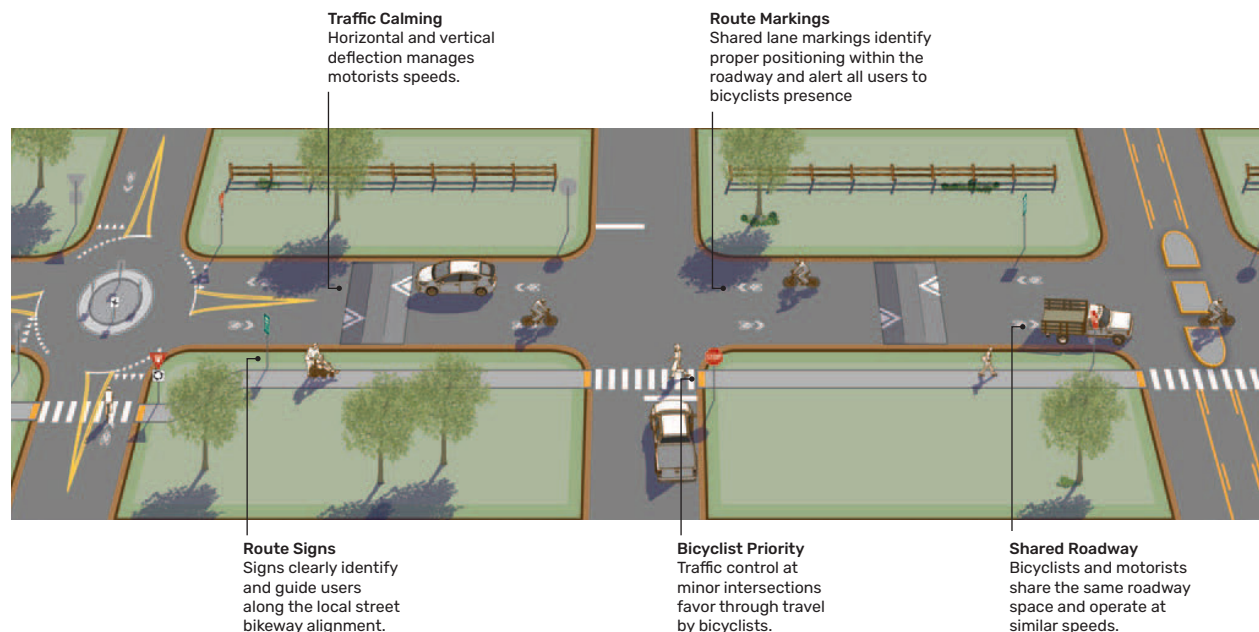 Traffic Calming
Horizontal and vertical
deflection manages
motorists speeds.
Route Markings
Shared lane markings identify
proper positioning within the
roadway and alert all users to
bicyclists presence
STOP
Route Signs
Signs clearly identify
and guide users
along the local street
bikeway alignment.
Bicyclist Priority
Traffic control at
minor intersections
favor through travel
by bicyclists.
Shared Roadway
Bicyclists and motorists
share the same roadway
space and operate at
similar speeds.